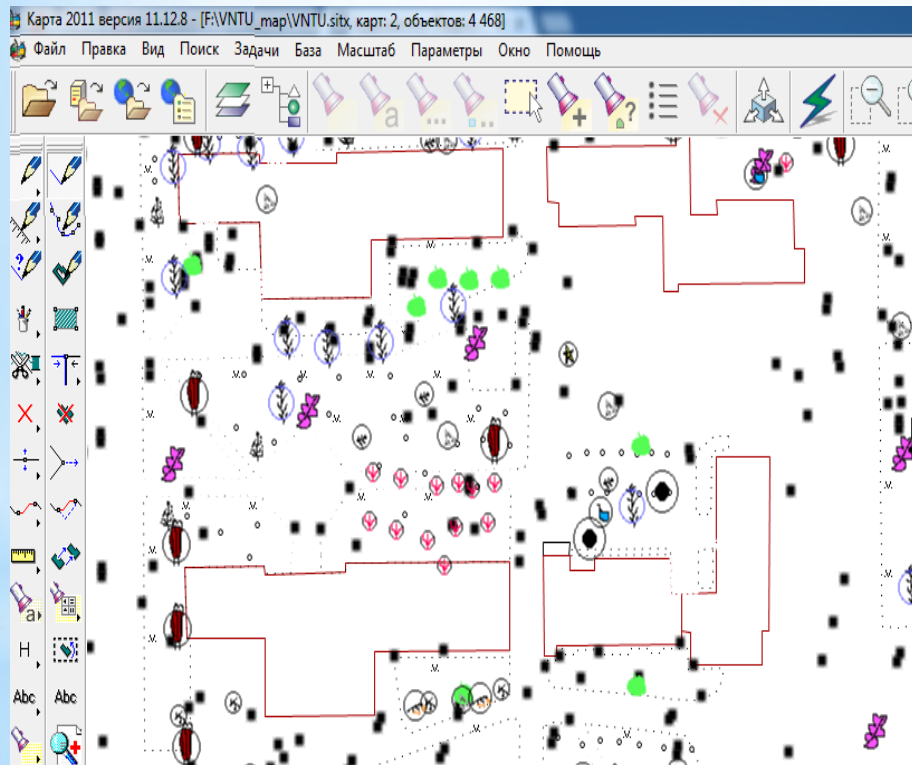 Карта 2011 версия 11.12.8 - [F:\VNTU_map\VNTU.sitx, карт: 2, объектов: 4 468]
Файл Правка Вид Поиск Задачи База Масштаб Параметры Окно Помощь
a
?
a
H
Abc Abc